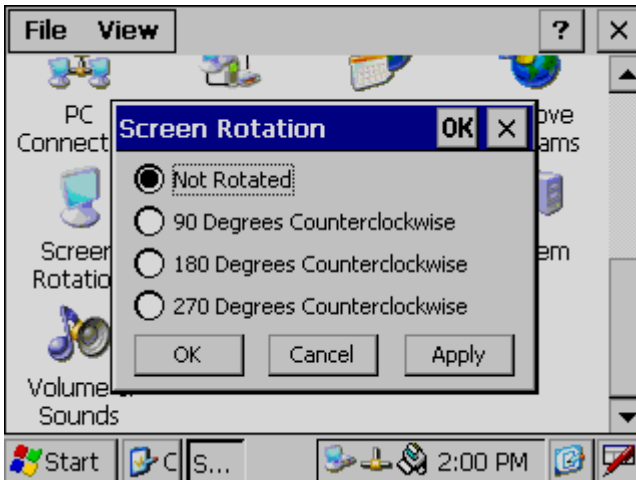 File View ?
PC
Connect
ove
ams
Screen Rotation OK
Not Rotated
90 Degrees Counterclockwise
180 Degrees Counterclockwise
270 Degrees Counterclockwise
OK Cancel Apply
Screen
Rotatio
em
Volume &
Sounds
Start C S... 2:00 PM